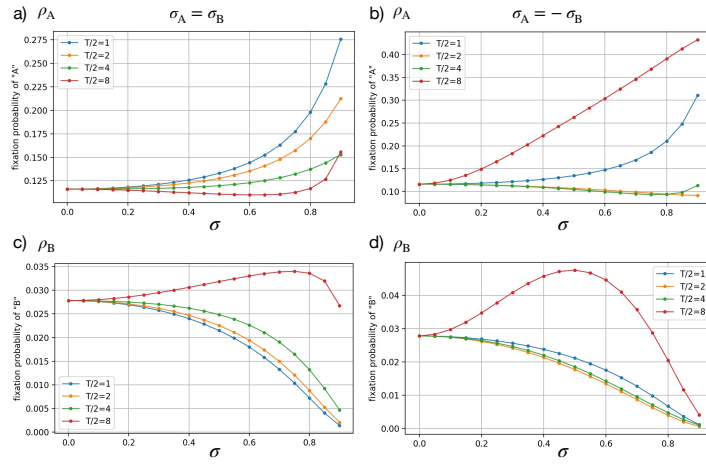 a) ρA σA = σB
0.275
0.250
0.225
0.200
0.175
0.150
0.125
fixation probability of "A"
T/2=1
T/2=2
T/2=4
T/2=8
0.0 0.2 0.4 0.6 0.8
σ
b) ρA σA = − σB
0.40
0.35
0.30
0.25
0.20
0.15
0.10
fixation probability of "A"
T/2=1
T/2=2
T/2=4
T/2=8
0.0 0.2 0.4 0.6 0.8
σ
c) ρB
0.035
0.030
0.025
0.020
0.015
0.010
0.005
0.000
fixation probability of "B"
T/2=1
T/2=2
T/2=4
T/2=8
0.0 0.2 0.4 0.6 0.8
σ
d) ρB
0.04
0.03
0.02
0.01
0.00
fixation probability of "B"
T/2=1
T/2=2
T/2=4
T/2=8
0.0 0.2 0.4 0.6 0.8
σ